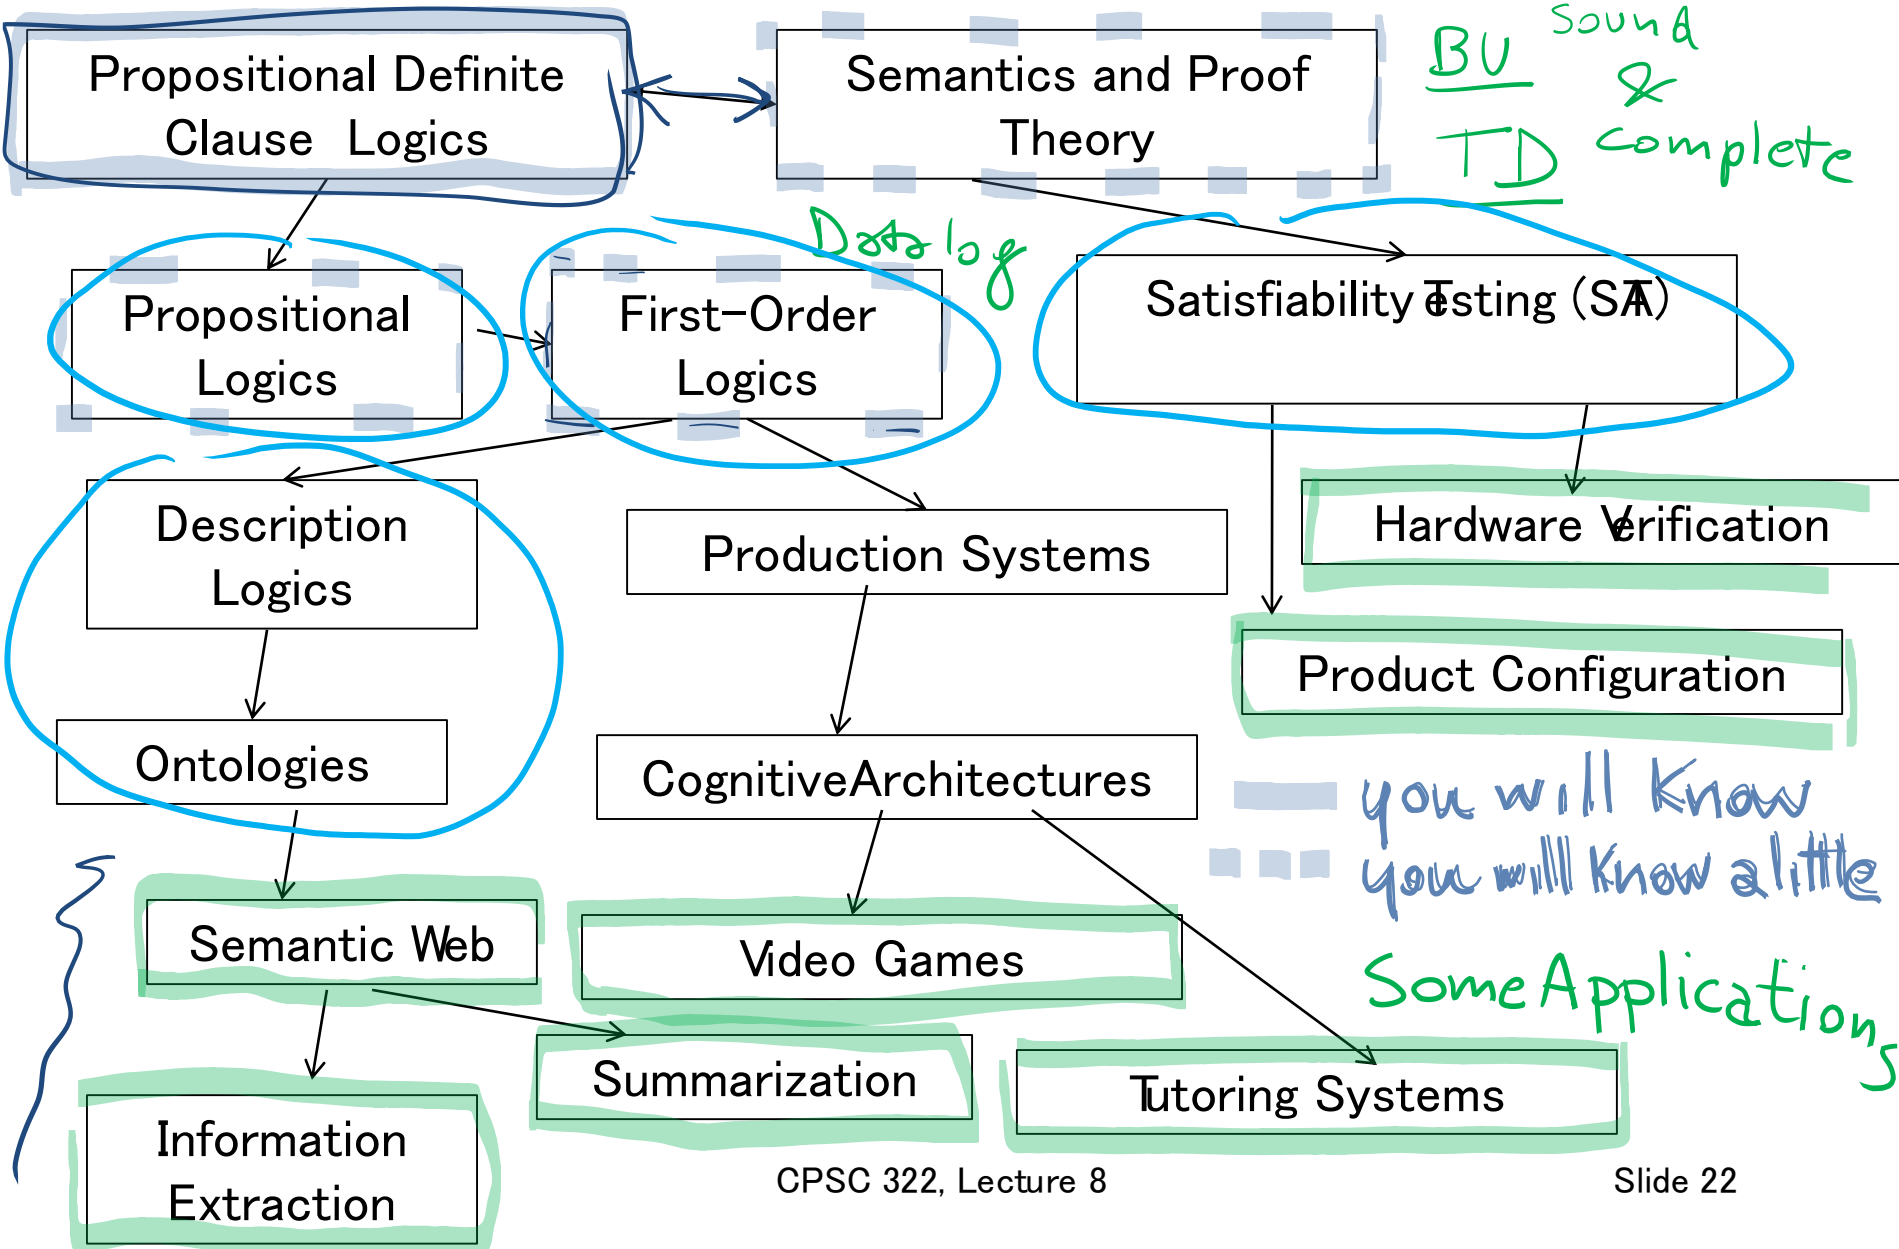 Propositional Definite
Clause Logics
Semantics and Proof
Theory
BU
TD
Sound
&
Complete
Datalog
Propositional
Logics
First-Order
Logics
Satisfiability Testing (SAT)
Description
Logics
Production Systems
Hardware Verification
Product Configuration
Ontologies
CognitiveArchitectures
you will know
you will know a little
Semantic Web
Video Games
Some Applications
Summarization
Tutoring Systems
Information
Extraction
CPSC 322, Lecture 8
Slide 22